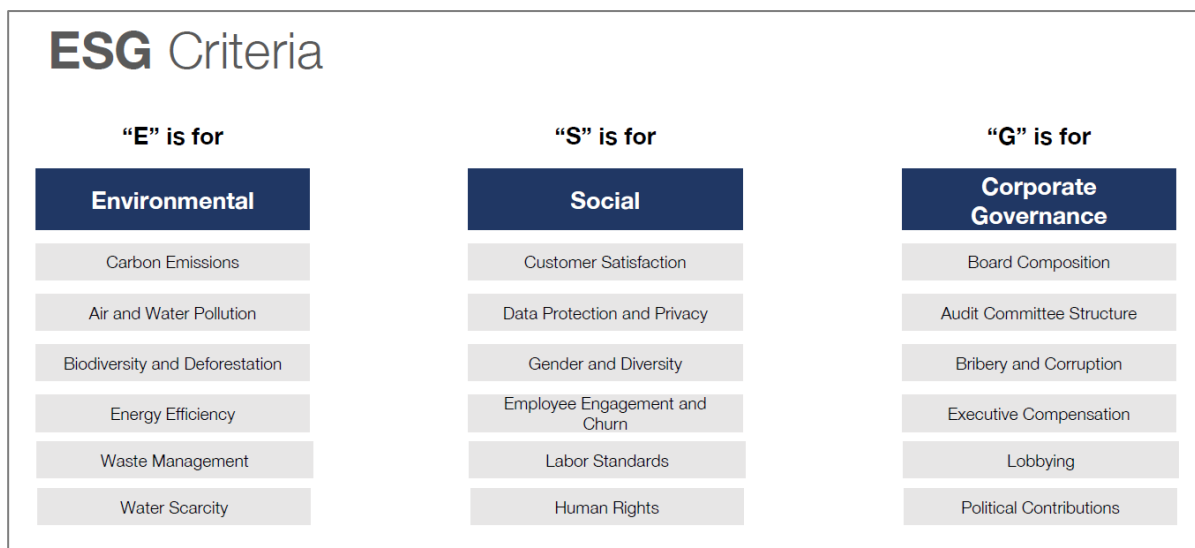 ESG Criteria
“E” is for
Environmental
Carbon Emissions
Air and Water Pollution
Biodiversity and Deforestation
Energy Efficiency
Waste Management
Water Scarcity
“S” is for
Social
Customer Satisfaction
Data Protection and Privacy
Gender and Diversity
Employee Engagement and
Churn
Labor Standards
Human Rights
“G” is for
Corporate
Governance
Board Composition
Audit Committee Structure
Bribery and Corruption
Executive Compensation
Lobbying
Political Contributions